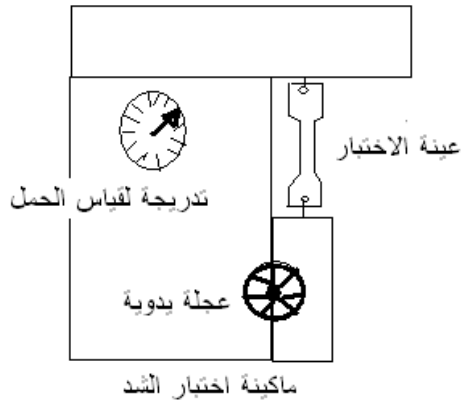 عينة الاختبار
تدريجة لقياس الحمل
عجلة يدوية
ماكينة اختبار الشد